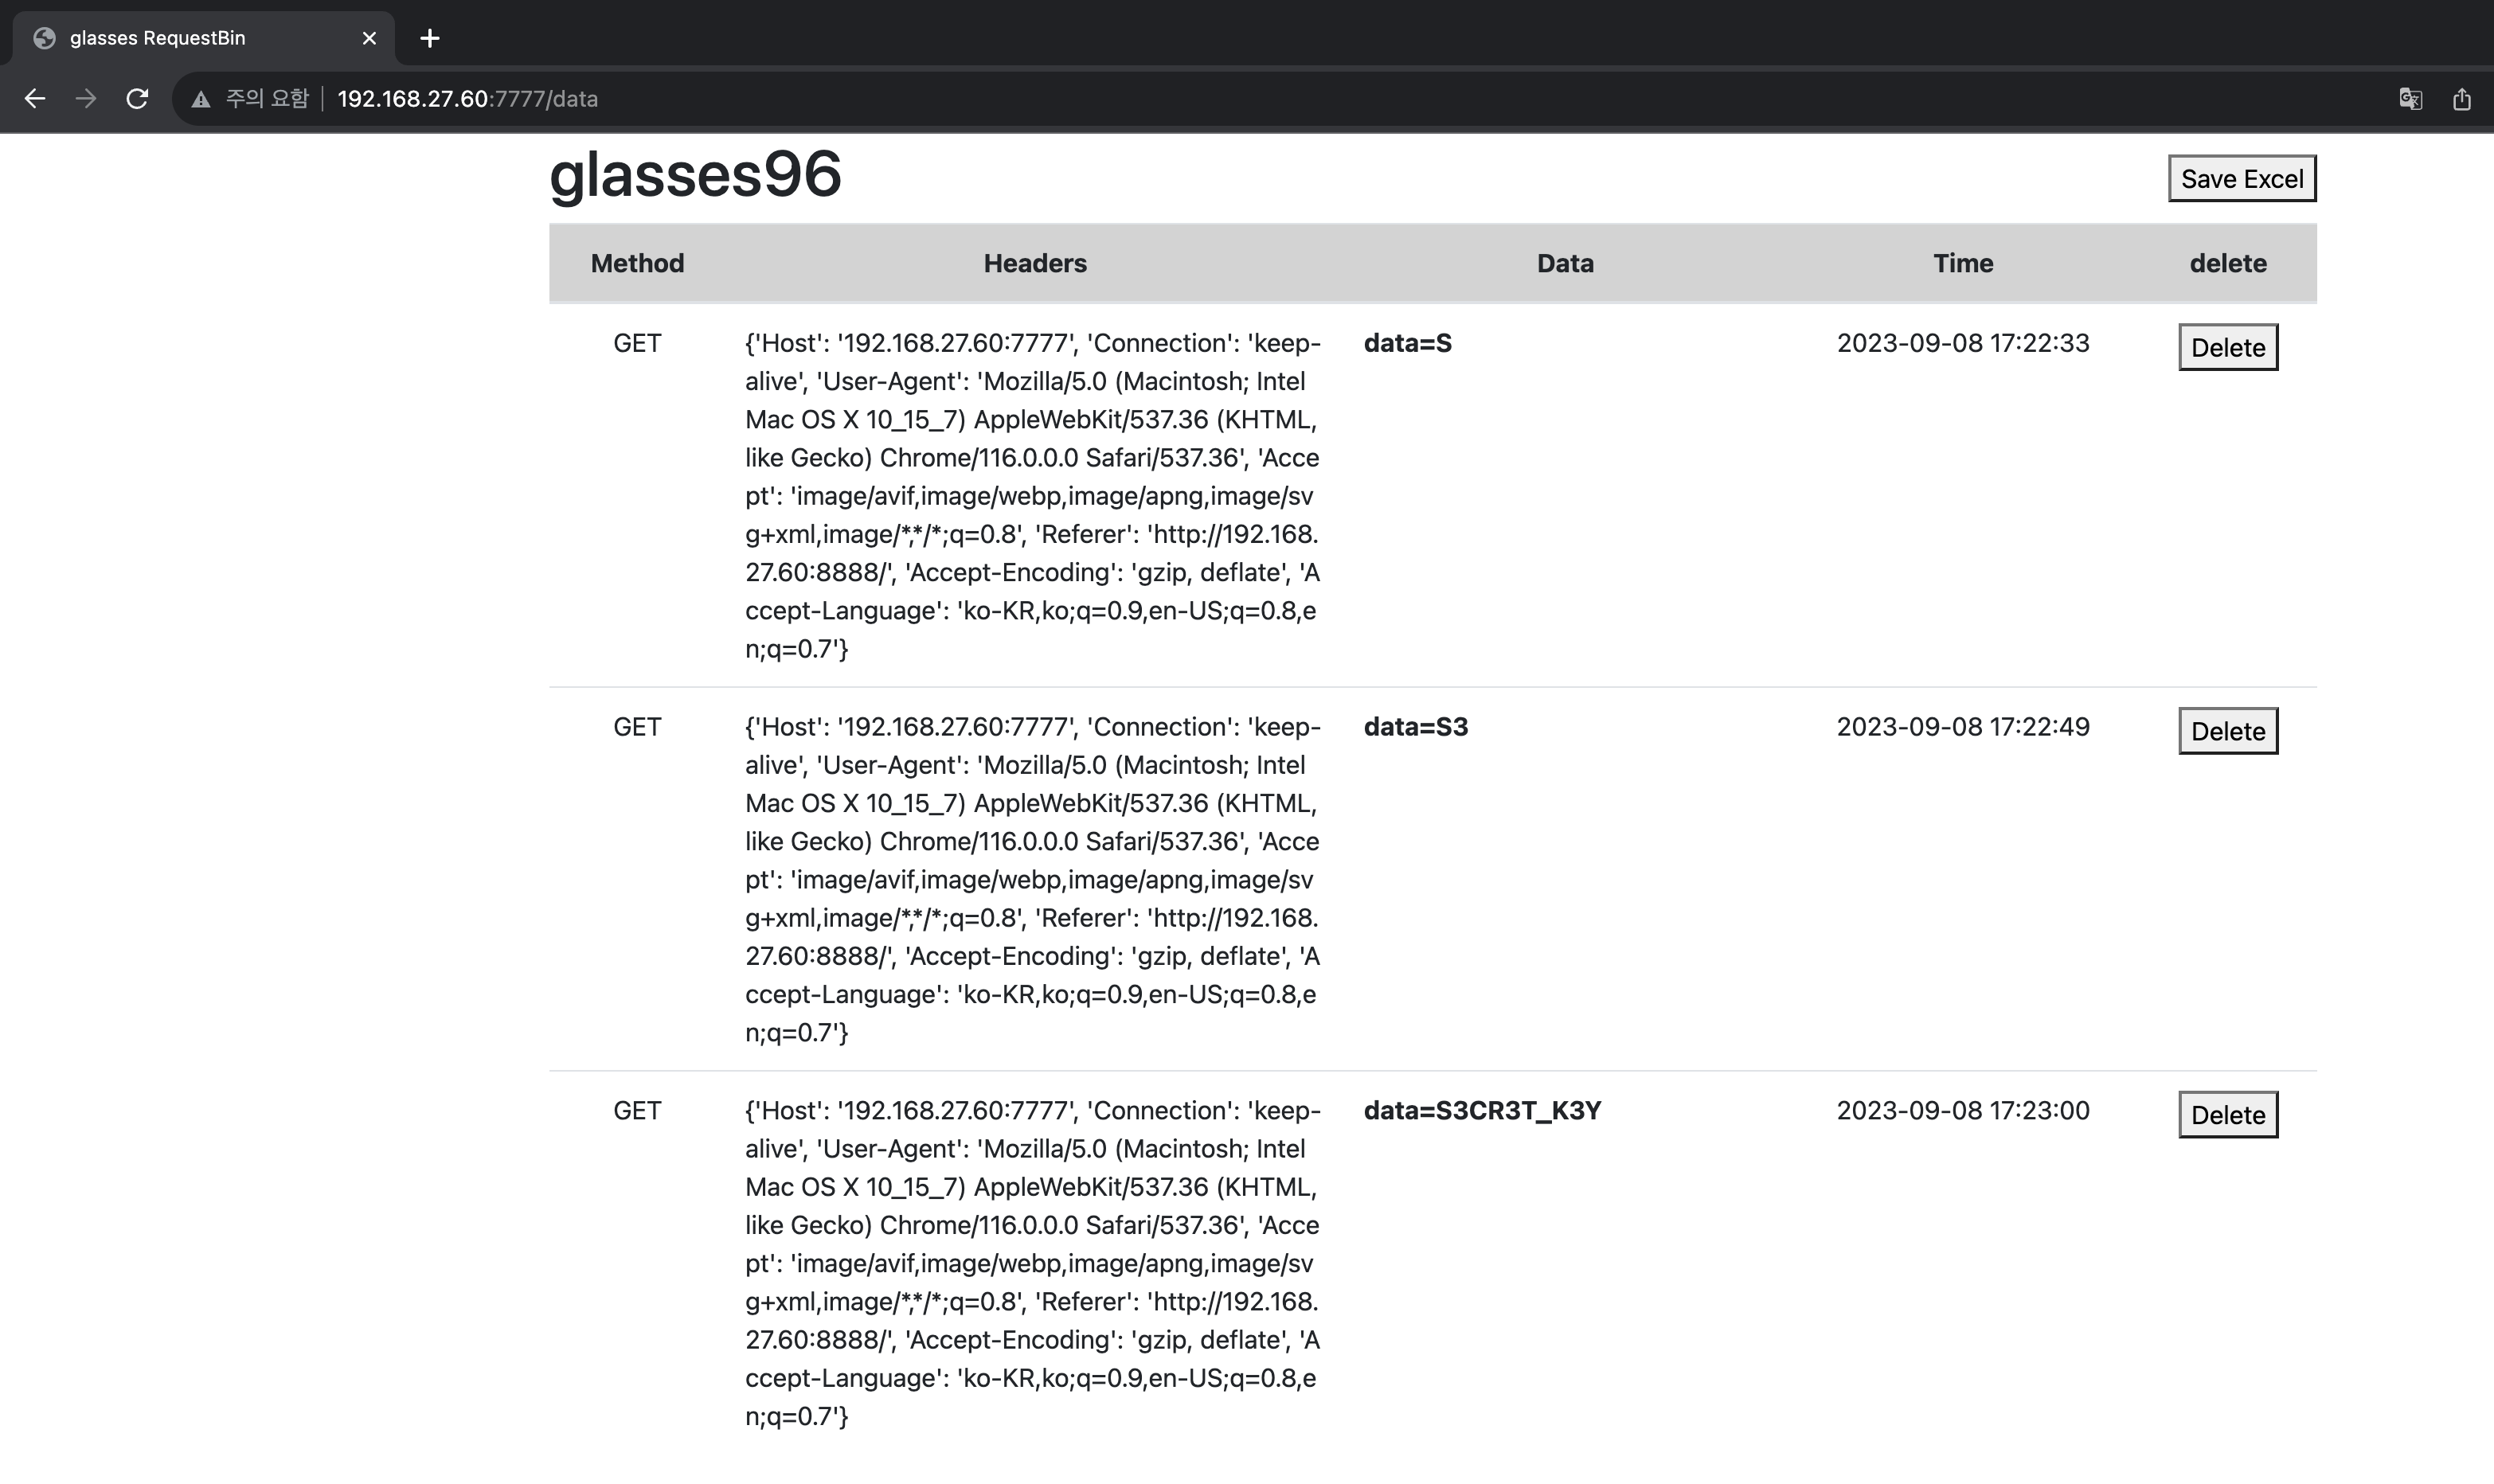 glasses RequestBin
주의 요함 192.168.27.60:7777/data
glasses96
Save Excel
Method Headers Data Time delete
GET {'Host': '192.168.27.60:7777', 'Connection': 'keep- data=S 2023-09-08 17:22:33 Delete
alive', 'User-Agent': 'Mozilla/5.0 (Macintosh; Intel
Mac OS X 10_15_7) AppleWebKit/537.36 (KHTML,
like Gecko) Chrome/116.0.0.0 Safari/537.36', 'Acce
pt': 'image/avif,image/webp,image/apng,image/sv
g+xml,image/*,*/*;q=0.8', 'Referer': 'http://192.168.
27.60:8888/', 'Accept-Encoding': 'gzip, deflate', 'A
ccept-Language': 'ko-KR,ko;q=0.9,en-US;q=0.8,e
n;q=0.7'}
GET {'Host': '192.168.27.60:7777', 'Connection': 'keep- data=S3 2023-09-08 17:22:49 Delete
alive', 'User-Agent': 'Mozilla/5.0 (Macintosh; Intel
Mac OS X 10_15_7) AppleWebKit/537.36 (KHTML,
like Gecko) Chrome/116.0.0.0 Safari/537.36', 'Acce
pt': 'image/avif,image/webp,image/apng,image/sv
g+xml,image/*,*/*;q=0.8', 'Referer': 'http://192.168.
27.60:8888/', 'Accept-Encoding': 'gzip, deflate', 'A
ccept-Language': 'ko-KR,ko;q=0.9,en-US;q=0.8,e
n;q=0.7'}
GET {'Host': '192.168.27.60:7777', 'Connection': 'keep- data=S3CR3T_K3Y 2023-09-08 17:23:00 Delete
alive', 'User-Agent': 'Mozilla/5.0 (Macintosh; Intel
Mac OS X 10_15_7) AppleWebKit/537.36 (KHTML,
like Gecko) Chrome/116.0.0.0 Safari/537.36', 'Acce
pt': 'image/avif,image/webp,image/apng,image/sv
g+xml,image/*,*/*;q=0.8', 'Referer': 'http://192.168.
27.60:8888/', 'Accept-Encoding': 'gzip, deflate', 'A
ccept-Language': 'ko-KR,ko;q=0.9,en-US;q=0.8,e
n;q=0.7'}